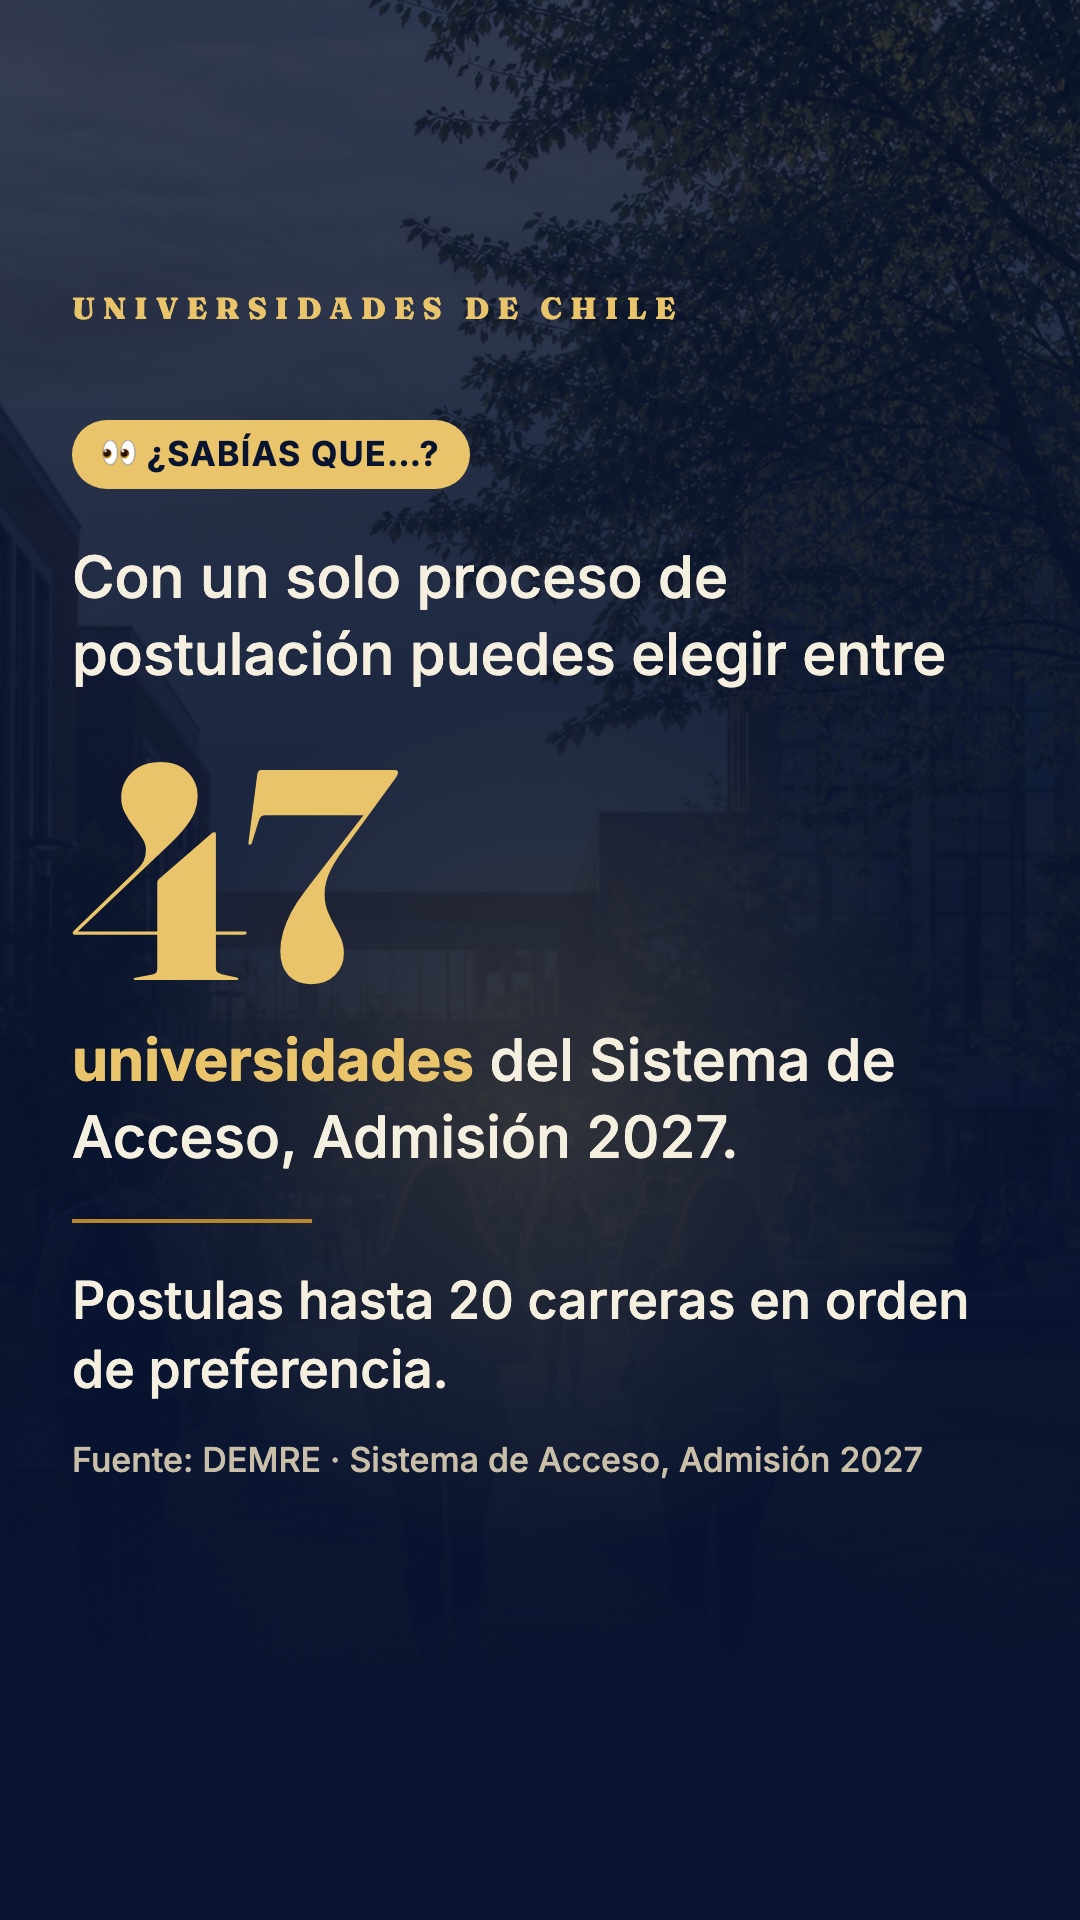 UNIVERSIDADES DE CHILE
👀 ¿SABÍAS QUE...?
Con un solo proceso de
postulación puedes elegir entre
47
universidades del Sistema de
Acceso, Admisión 2027.
Postulas hasta 20 carreras en orden
de preferencia.
Fuente: DEMRE · Sistema de Acceso, Admisión 2027